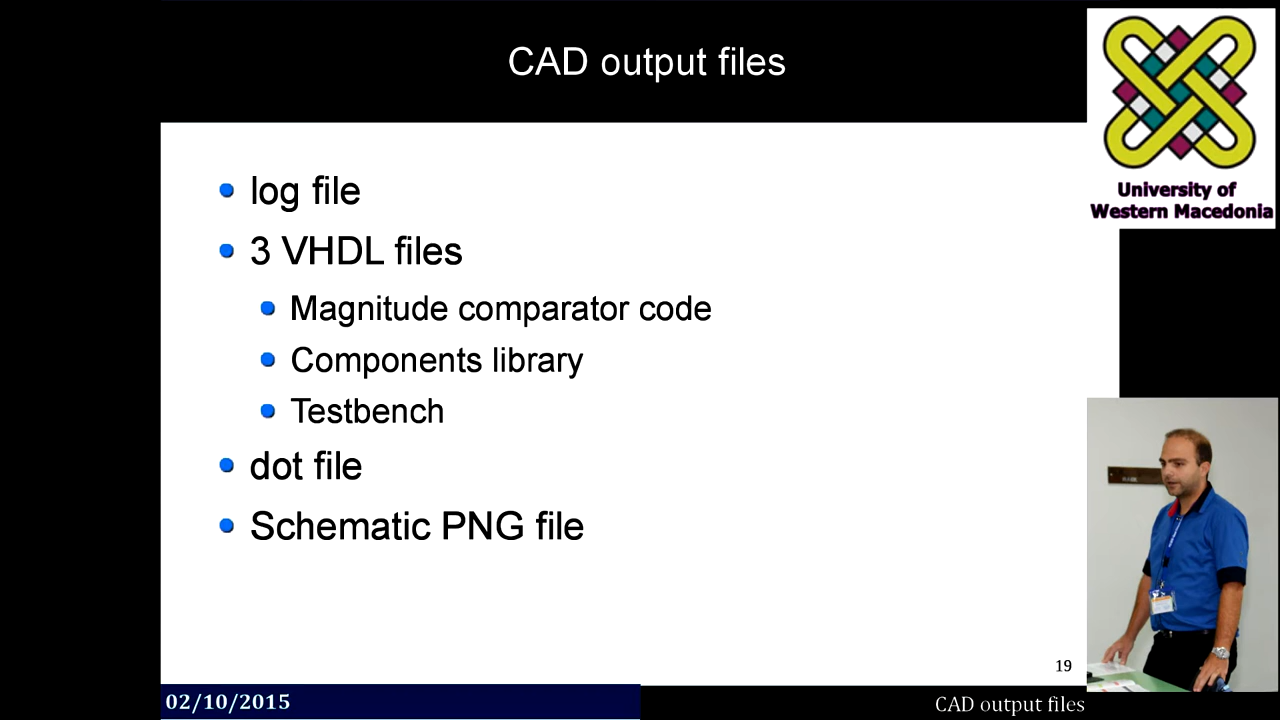 CAD output files
University of
Western Macedonia
log file
3 VHDL files
Magnitude comparator code
Components library
Testbench
dot file
Schematic PNG file
19
02/10/2015
CAD output files